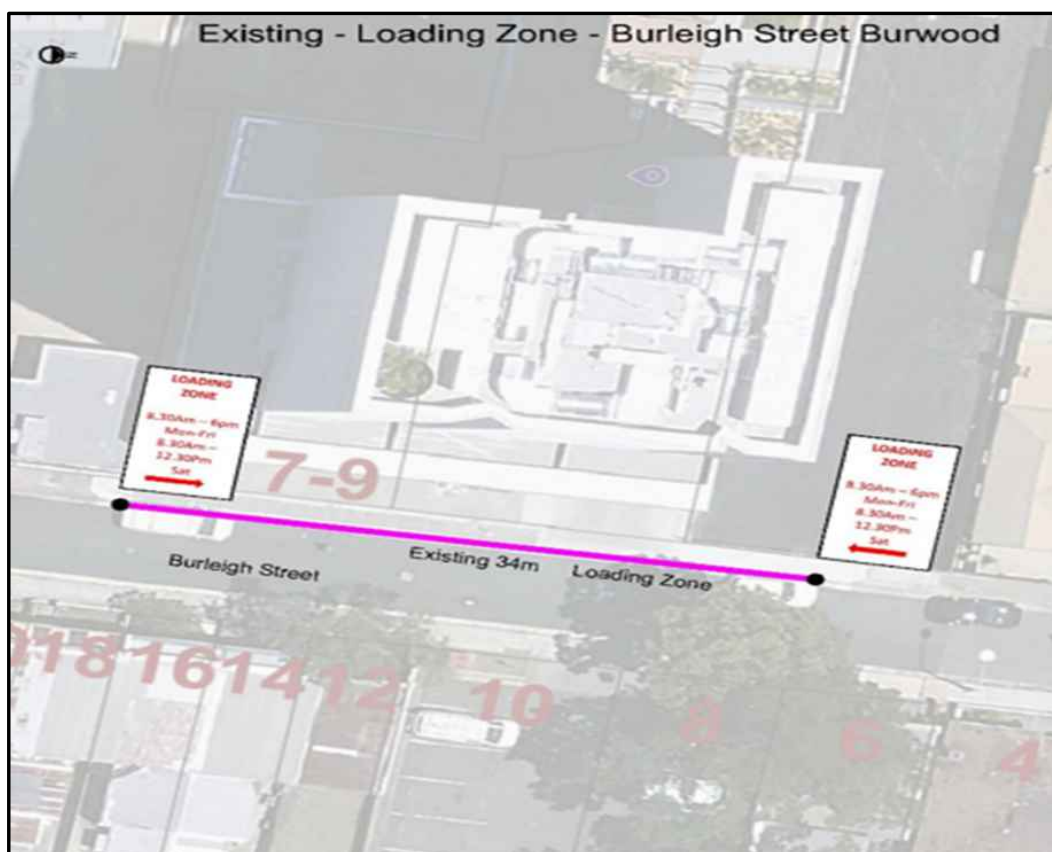 Existing - Loading Zone - Burleigh Street Burwood
N
LOADING
ZONE
8.30Am – 6pm
Mon-Fri
8.30Am –
12.30Pm
Sat
7-9
LOADING
ZONE
8.30Am – 6pm
Mon-Fri
8.30Am –
12.30Pm
Sat
Existing 34m Loading Zone
Burleigh Street
18 16 14 12 10 8 6 4